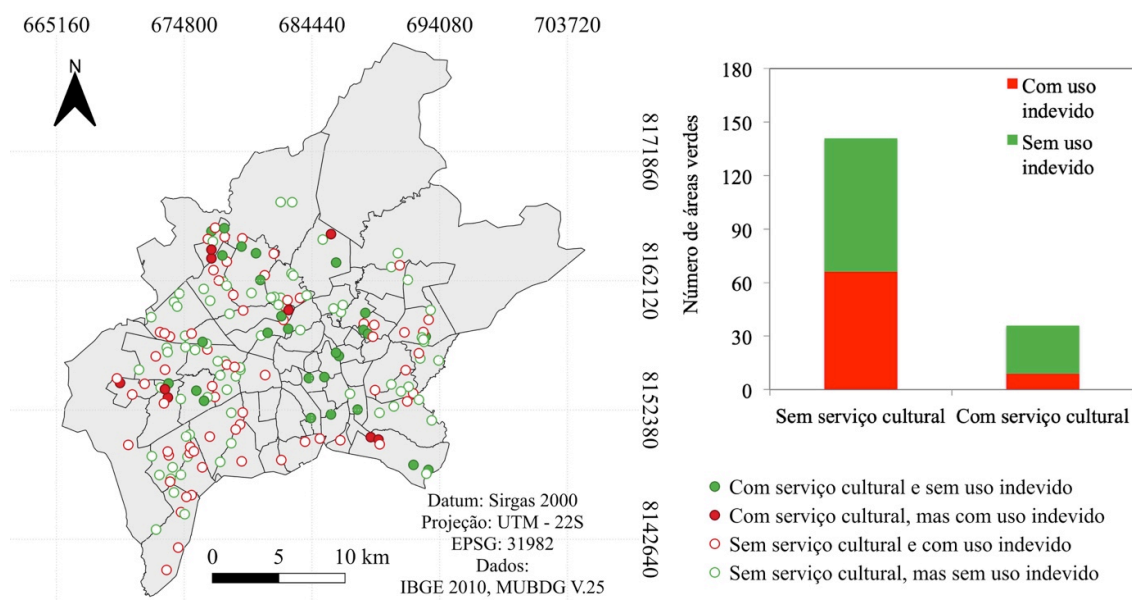 665160 674800 684440 694080 703720
N
8171860
8162120
8152380
8142640
Datum: Sirgas 2000
Projeção: UTM - 22S
EPSG: 31982
Dados:
IBGE 2010, MUBDG V.25
0 5 10 km
Número de áreas verdes
180
150
120
90
60
30
0
Com uso
indevido
Sem uso
indevido
Sem serviço cultural Com serviço cultural
Com serviço cultural e sem uso indevido
Com serviço cultural, mas com uso indevido
Sem serviço cultural e com uso indevido
Sem serviço cultural, mas sem uso indevido